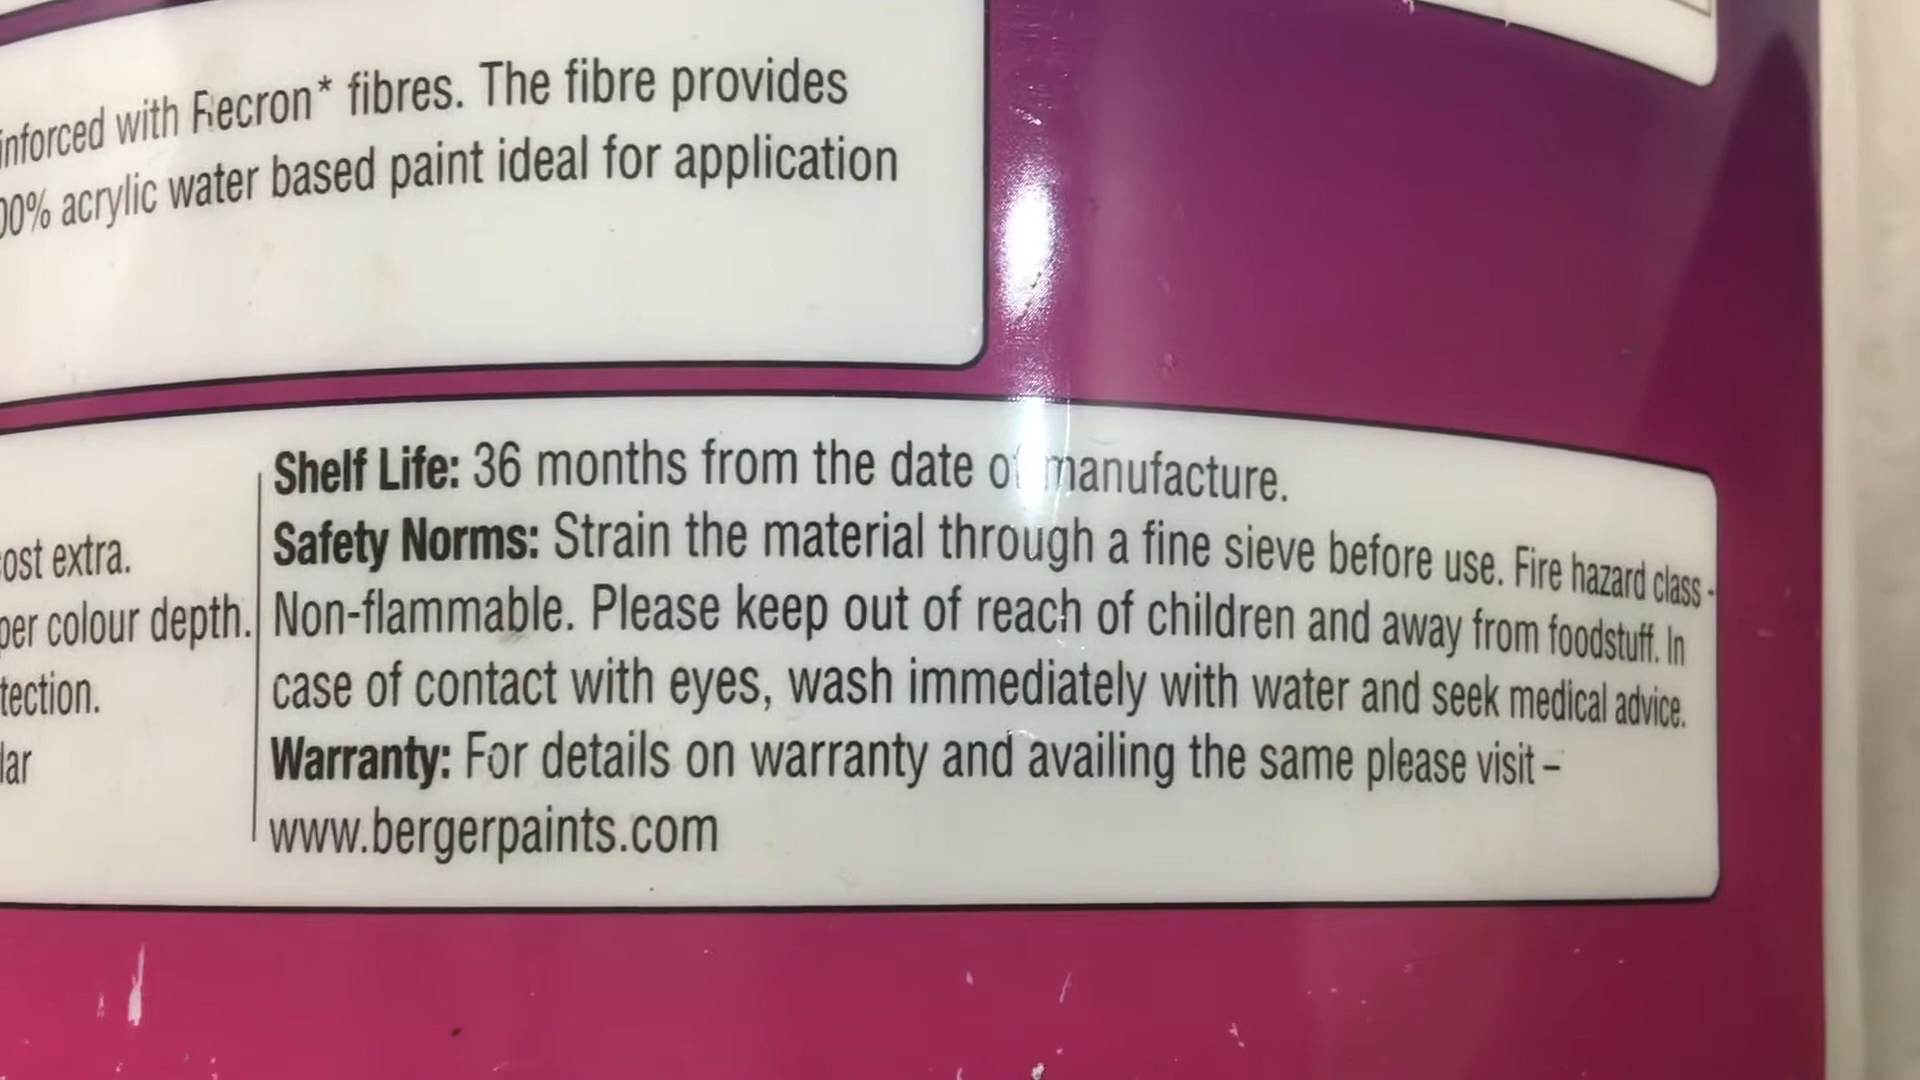 inforced with Recron* fibres. The fibre provides
00% acrylic water based paint ideal for application
ost extra.
per colour depth.
tection.
lar
Shelf Life: 36 months from the date of manufacture.
Safety Norms: Strain the material through a fine sieve before use. Fire hazard class -
Non-flammable. Please keep out of reach of children and away from foodstuff. In
case of contact with eyes, wash immediately with water and seek medical advice.
Warranty: For details on warranty and availing the same please visit –
www.bergerpaints.com